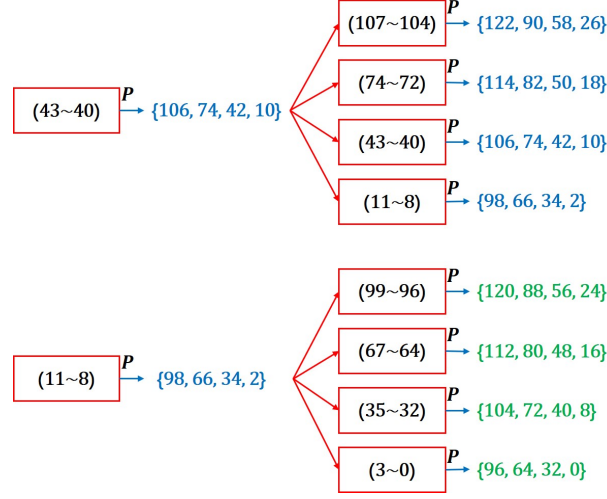 (107~104) P {122, 90, 58, 26}
(74~72) P {114, 82, 50, 18}
(43~40) P {106, 74, 42, 10}
(43~40) P {106, 74, 42, 10}
(11~8) P {98, 66, 34, 2}
(99~96) P {120, 88, 56, 24}
(67~64) P {112, 80, 48, 16}
(11~8) P {98, 66, 34, 2}
(35~32) P {104, 72, 40, 8}
(3~0) P {96, 64, 32, 0}